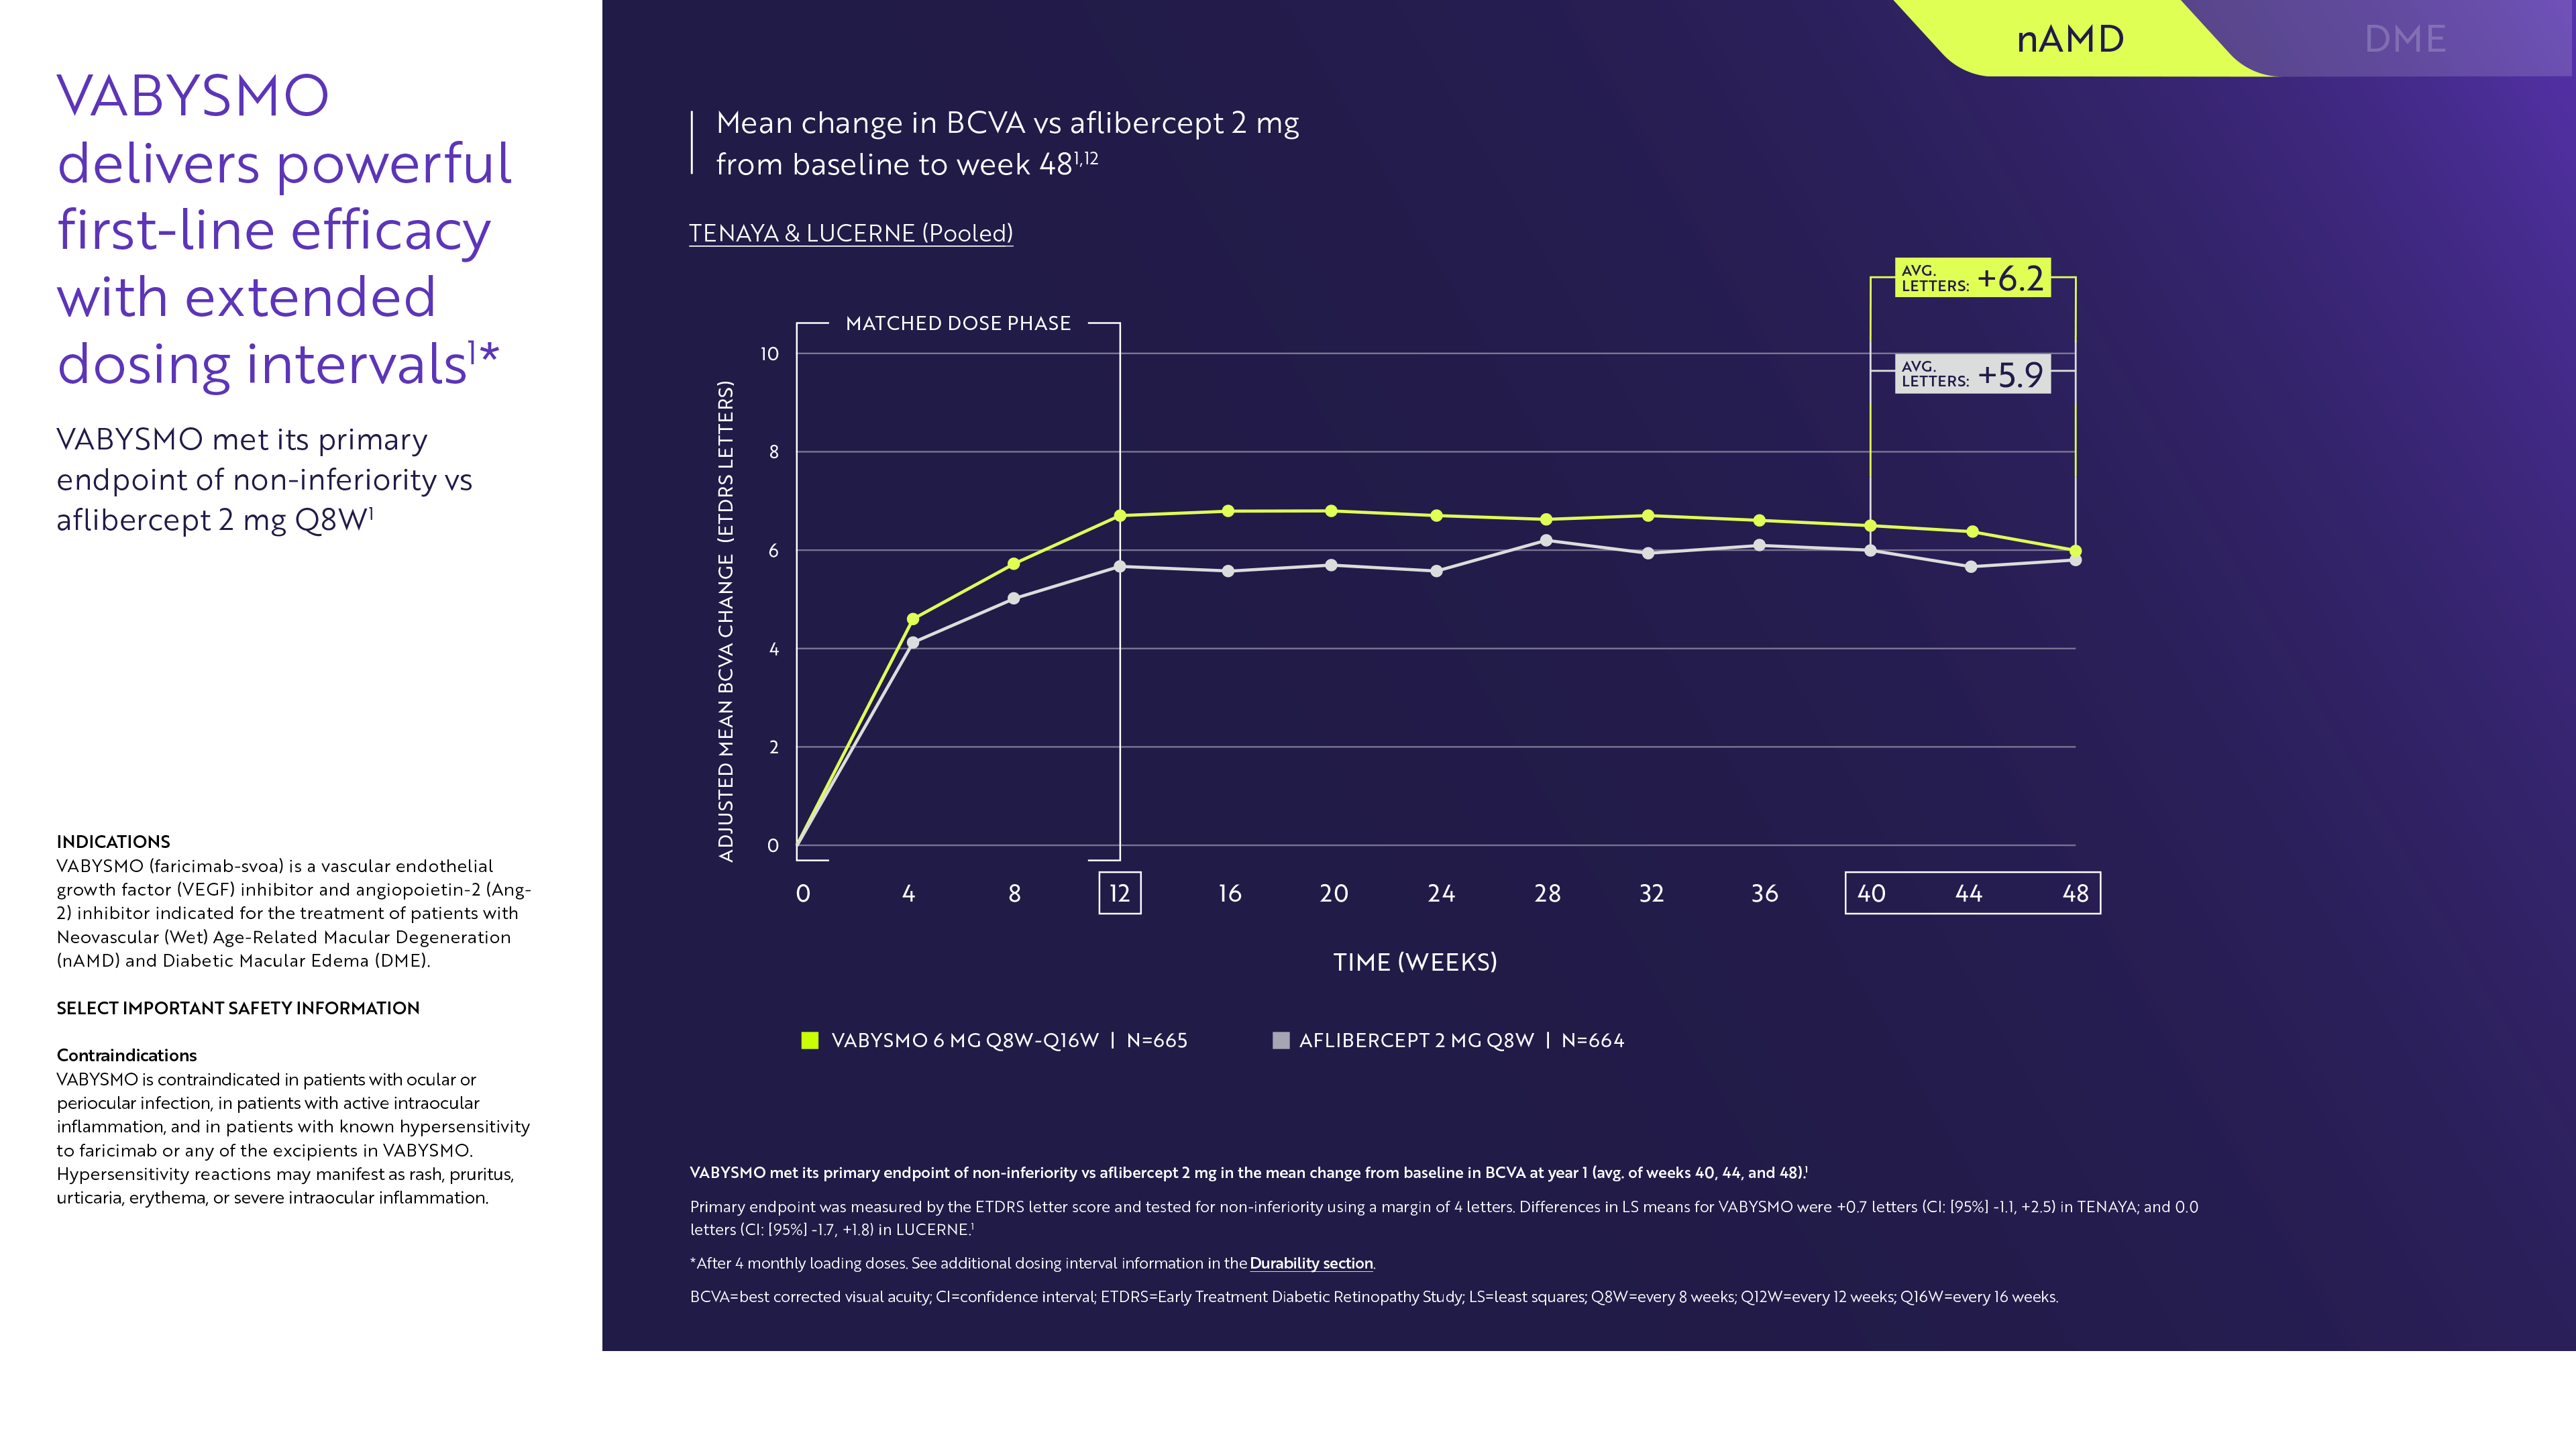 VABYSMO
delivers powerful
first-line efficacy
with extended
dosing intervals¹*
VABYSMO met its primary
endpoint of non-inferiority vs
aflibercept 2 mg Q8W¹
INDICATIONS
VABYSMO (faricimab-svoa) is a vascular endothelial
growth factor (VEGF) inhibitor and angiopoietin-2 (Ang-
2) inhibitor indicated for the treatment of patients with
Neovascular (Wet) Age-Related Macular Degeneration
(nAMD) and Diabetic Macular Edema (DME).
SELECT IMPORTANT SAFETY INFORMATION
Contraindications
VABYSMO is contraindicated in patients with ocular or
periocular infection, in patients with active intraocular
inflammation, and in patients with known hypersensitivity
to faricimab or any of the excipients in VABYSMO.
Hypersensitivity reactions may manifest as rash, pruritus,
urticaria, erythema, or severe intraocular inflammation.
nAMD
DME
Mean change in BCVA vs aflibercept 2 mg
from baseline to week 48¹,¹²
TENAYA & LUCERNE (Pooled)
AVG.
LETTERS: +6.2
MATCHED DOSE PHASE
AVG.
LETTERS: +5.9
ADJUSTED MEAN BCVA CHANGE (ETDRS LETTERS)
10
8
6
4
2
0
0 4 8 12 16 20 24 28 32 36 40 44 48
TIME (WEEKS)
VABYSMO 6 MG Q8W-Q16W | N=665
AFLIBERCEPT 2 MG Q8W | N=664
VABYSMO met its primary endpoint of non-inferiority vs aflibercept 2 mg in the mean change from baseline in BCVA at year 1 (avg. of weeks 40, 44, and 48).¹
Primary endpoint was measured by the ETDRS letter score and tested for non-inferiority using a margin of 4 letters. Differences in LS means for VABYSMO were +0.7 letters (CI: [95%] -1.1, +2.5) in TENAYA; and 0.0
letters (CI: [95%] -1.7, +1.8) in LUCERNE.¹
*After 4 monthly loading doses. See additional dosing interval information in the Durability section.
BCVA=best corrected visual acuity; CI=confidence interval; ETDRS=Early Treatment Diabetic Retinopathy Study; LS=least squares; Q8W=every 8 weeks; Q12W=every 12 weeks; Q16W=every 16 weeks.